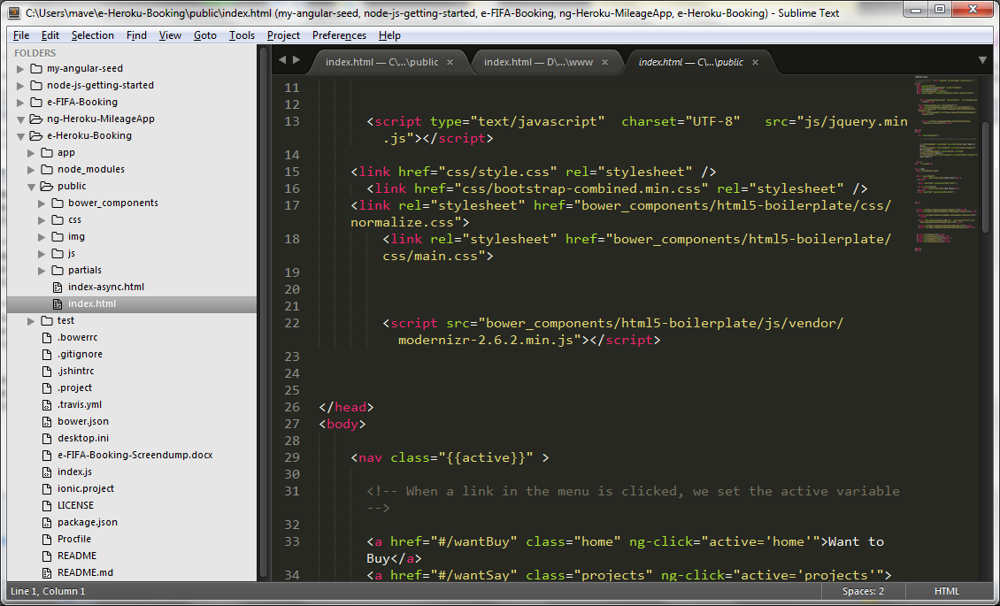 C:\Users\mave\e-Heroku-Booking\public\index.html (my-angular-seed, node-js-getting-started, e-FIFA-Booking, ng-Heroku-MileageApp, e-Heroku-Booking) - Sublime Text
File Edit Selection Find View Goto Tools Project Preferences Help
FOLDERS
my-angular-seed
node-js-getting-started
e-FIFA-Booking
ng-Heroku-MileageApp
e-Heroku-Booking
app
node_modules
public
bower_components
css
img
js
partials
index-async.html
index.html
test
.bowerrc
.gitignore
.jshintrc
.project
.travis.yml
bower.json
desktop.ini
e-FIFA-Booking-Screendump.docx
index.js
ionic.project
LICENSE
package.json
Procfile
README
README.md
index.html — C\...\public × index.html — D\...\www × index.html — C\...\public ×
11
12
13 <script type="text/javascript" charset="UTF-8" src="js/jquery.min
.js"></script>
14
15 <link href="css/style.css" rel="stylesheet" />
16 <link href="css/bootstrap-combined.min.css" rel="stylesheet" />
17 <link rel="stylesheet" href="bower_components/html5-boilerplate/css/
normalize.css">
18 <link rel="stylesheet" href="bower_components/html5-boilerplate/
css/main.css">
19
20
21
22 <script src="bower_components/html5-boilerplate/js/vendor/
modernizr-2.6.2.min.js"></script>
23
24
25
26 </head>
27 <body>
28
29 <nav class="{{active}}" >
30
31 <!-- When a link in the menu is clicked, we set the active variable
-->
32
33 <a href="#/wantBuy" class="home" ng-click="active='home'">Want to
Buy</a>
34 <a href="#/wantSay" class="projects" ng-click="active='projects'">
Line 1, Column 1 Spaces: 2 HTML